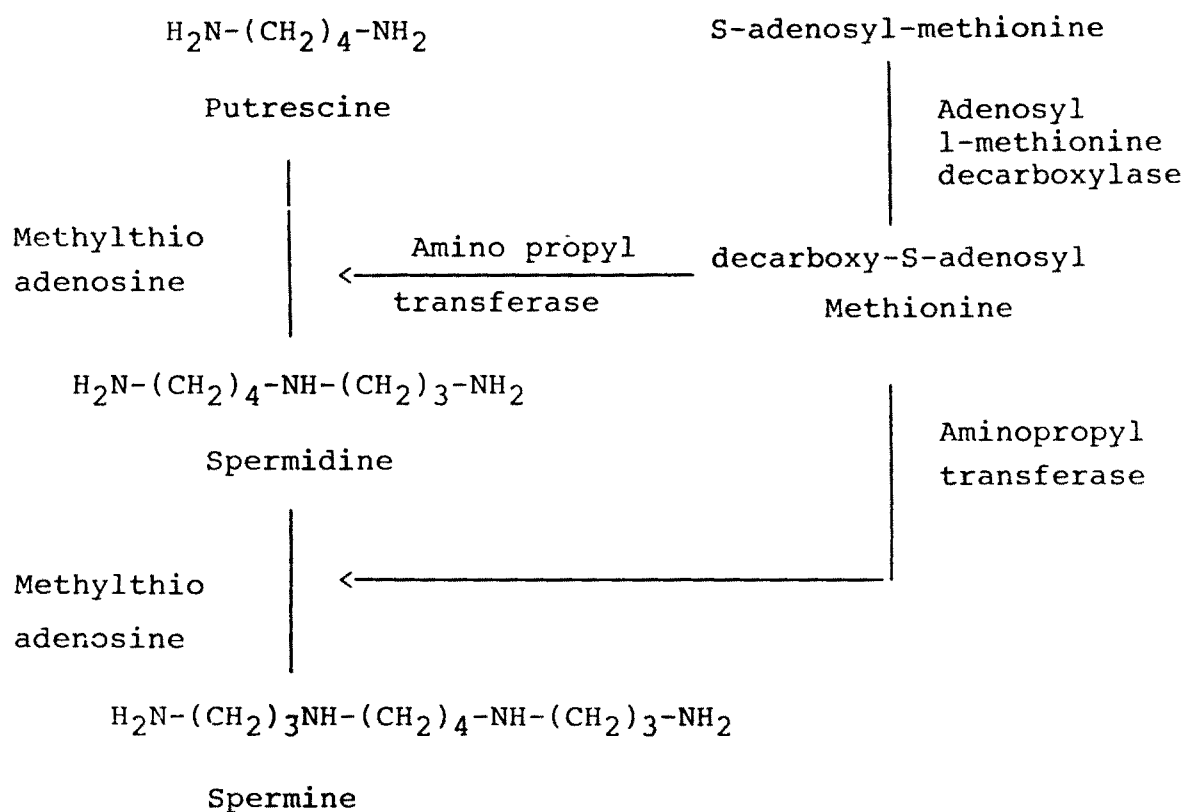 H₂N-(CH₂)₄-NH₂
Putrescine
S-adenosyl-methionine
Adenosyl
l-methionine
decarboxylase
Methylthio
adenosine
Amino propyl
transferase
decarboxy-S-adenosyl
Methionine
H₂N-(CH₂)₄-NH-(CH₂)₃-NH₂
Spermidine
Aminopropyl
transferase
Methylthio
adenosine
H₂N-(CH₂)₃NH-(CH₂)₄-NH-(CH₂)₃-NH₂
Spermine